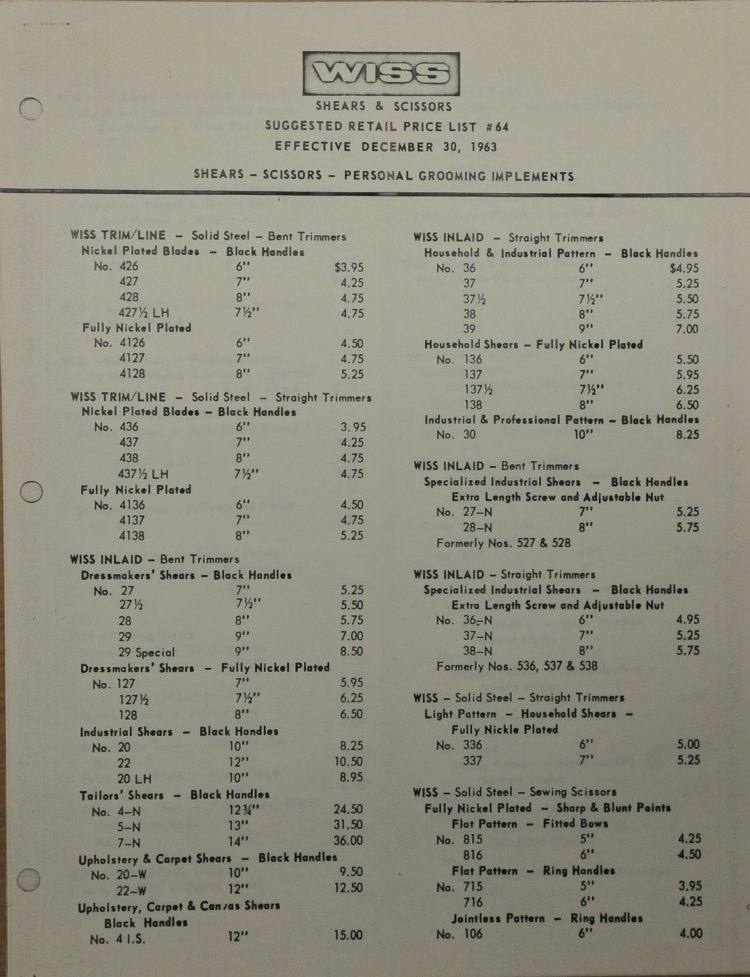 WISS
SHEARS & SCISSORS
SUGGESTED RETAIL PRICE LIST #64
EFFECTIVE DECEMBER 30, 1963
SHEARS – SCISSORS – PERSONAL GROOMING IMPLEMENTS
WISS TRIM/LINE – Solid Steel – Bent Trimmers
Nickel Plated Blades – Black Handles
No. 426 6" $3.95
427 7" 4.25
428 8" 4.75
427½ LH 7½" 4.75
Fully Nickel Plated
No. 4126 6" 4.50
4127 7" 4.75
4128 8" 5.25
WISS TRIM/LINE – Solid Steel – Straight Trimmers
Nickel Plated Blades – Black Handles
No. 436 6" 3.95
437 7" 4.25
438 8" 4.75
437½ LH 7½" 4.75
Fully Nickel Plated
No. 4136 6" 4.50
4137 7" 4.75
4138 8" 5.25
WISS INLAID – Bent Trimmers
Dressmakers' Shears – Black Handles
No. 27 7" 5.25
27½ 7½" 5.50
28 8" 5.75
29 9" 7.00
29 Special 9" 8.50
Dressmakers' Shears – Fully Nickel Plated
No. 127 7" 5.95
127½ 7½" 6.25
128 8" 6.50
Industrial Shears – Black Handles
No. 20 10" 8.25
22 12" 10.50
20 LH 10" 8.95
Tailors' Shears – Black Handles
No. 4-N 12¾" 24.50
5-N 13" 31.50
7-N 14" 36.00
Upholstery & Carpet Shears – Black Handles
No. 20-W 10" 9.50
22-W 12" 12.50
Upholstery, Carpet & Canvas Shears
Black Handles
No. 4 I.S. 12" 15.00
WISS INLAID – Straight Trimmers
Household & Industrial Pattern – Black Handles
No. 36 6" $4.95
37 7" 5.25
37½ 7½" 5.50
38 8" 5.75
39 9" 7.00
Household Shears – Fully Nickel Plated
No. 136 6" 5.50
137 7" 5.95
137½ 7½" 6.25
138 8" 6.50
Industrial & Professional Pattern – Black Handles
No. 30 10" 8.25
WISS INLAID – Bent Trimmers
Specialized Industrial Shears – Black Handles
Extra Length Screw and Adjustable Nut
No. 27–N 7" 5.25
28–N 8" 5.75
Formerly Nos. 527 & 528
WISS INLAID – Straight Trimmers
Specialized Industrial Shears – Black Handles
Extra Length Screw and Adjustable Nut
No. 36–N 6" 4.95
37–N 7" 5.25
38–N 8" 5.75
Formerly Nos. 536, 537 & 538
WISS – Solid Steel – Straight Trimmers
Light Pattern – Household Shears –
Fully Nickle Plated
No. 336 6" 5.00
337 7" 5.25
WISS – Solid Steel – Sewing Scissors
Fully Nickel Plated – Sharp & Blunt Points
Flat Pattern – Fitted Bows
No. 815 5" 4.25
816 6" 4.50
Flat Pattern – Ring Handles
No. 715 5" 3.95
716 6" 4.25
Jointless Pattern – Ring Handles
No. 106 6" 4.00